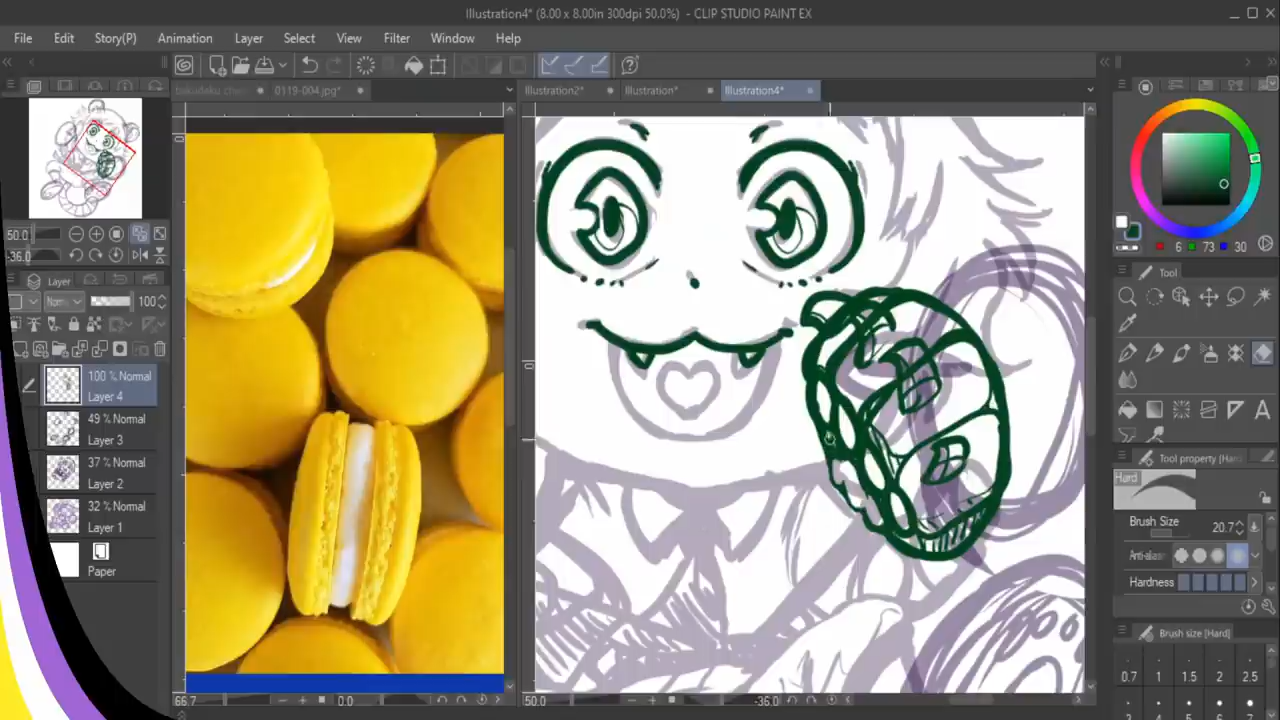 Illustration4* (8.00 x 8.00in 300dpi 50.0%) - CLIP STUDIO PAINT EX
File Edit Story(P) Animation Layer Select View Filter Window Help
0119-004.jpg* Illustration2* Illustration* Illustration4*
50.0
-36.0
Layer
100
100 % Normal
Layer 4
49 % Normal
Layer 3
37 % Normal
Layer 2
32 % Normal
Layer 1
Paper
66.7 0.0 50.0 -36.0
6 73 30
Tool
Tool property [Hard]
Hard
Brush Size 20.7
Hardness
Brush size [Hard]
0.7 1 1.5 2 2.5